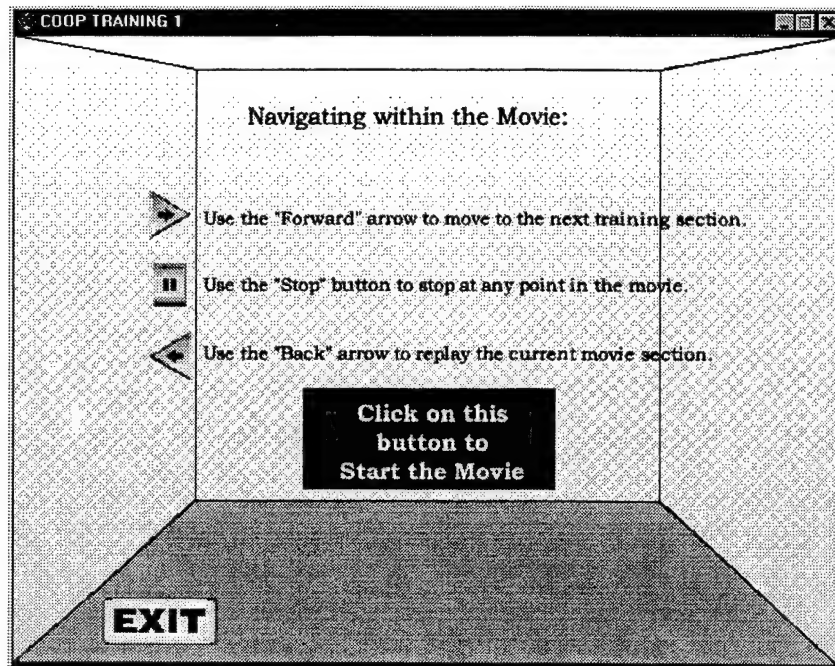 COOP TRAINING 1
Navigating within the Movie:
Use the "Forward" arrow to move to the next training section.
Use the "Stop" button to stop at any point in the movie.
Use the "Back" arrow to replay the current movie section.
Click on this
button to
Start the Movie
EXIT